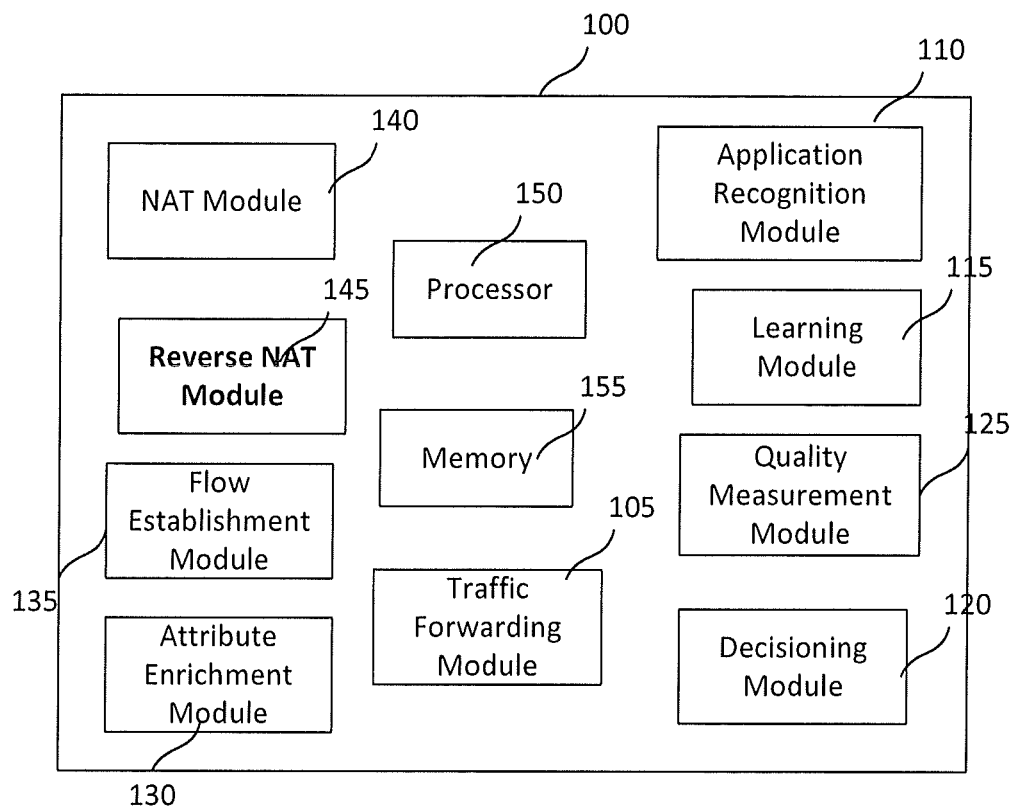 100
110
140
Application
Recognition
Module
NAT Module
150
Processor
115
145
Learning
Module
Reverse NAT
Module
155
125
Memory
Quality
Measurement
Module
Flow
Establishment
Module
105
135
Traffic
Forwarding
Module
120
Attribute
Enrichment
Module
Decisioning
Module
130